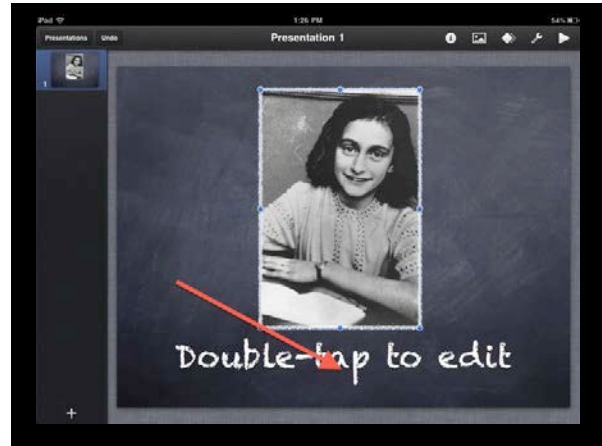 iPad 1:26 PM 54%
Presentations Undo Presentation 1
1
Double-tap to edit